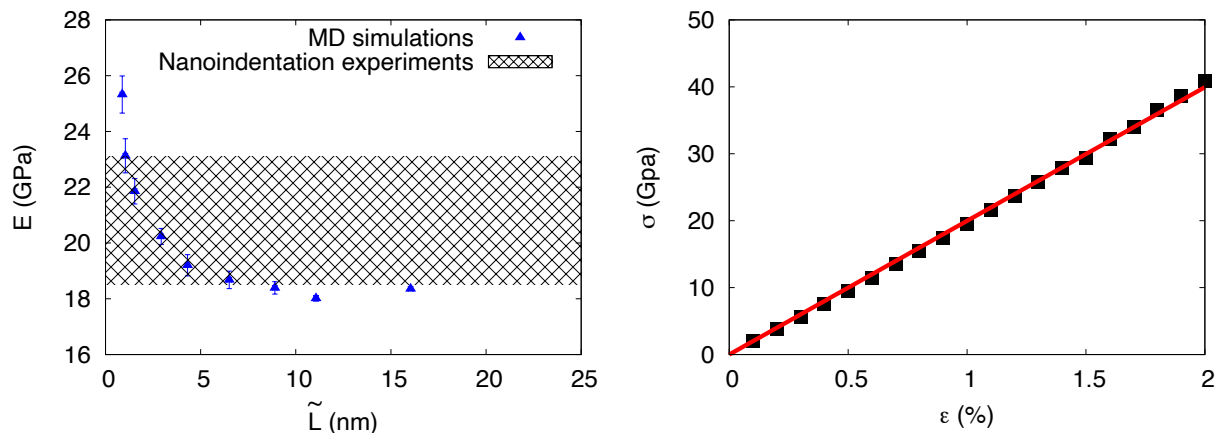 28
26
24
22
20
18
16
E (GPa)
MD simulations
Nanoindentation experiments
0 5 10 15 20 25
L̃ (nm)
50
40
30
20
10
0
σ (Gpa)
0 0.5 1 1.5 2
ε (%)